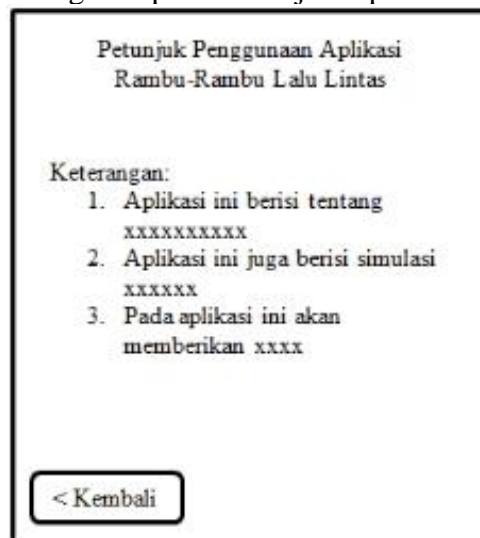 Petunjuk Penggunaan Aplikasi
Rambu-Rambu Lalu Lintas
Keterangan:
1. Aplikasi ini berisi tentang
xxxxxxxxxx
2. Aplikasi ini juga berisi simulasi
xxxxxx
3. Pada aplikasi ini akan
memberikan xxxx
< Kembali